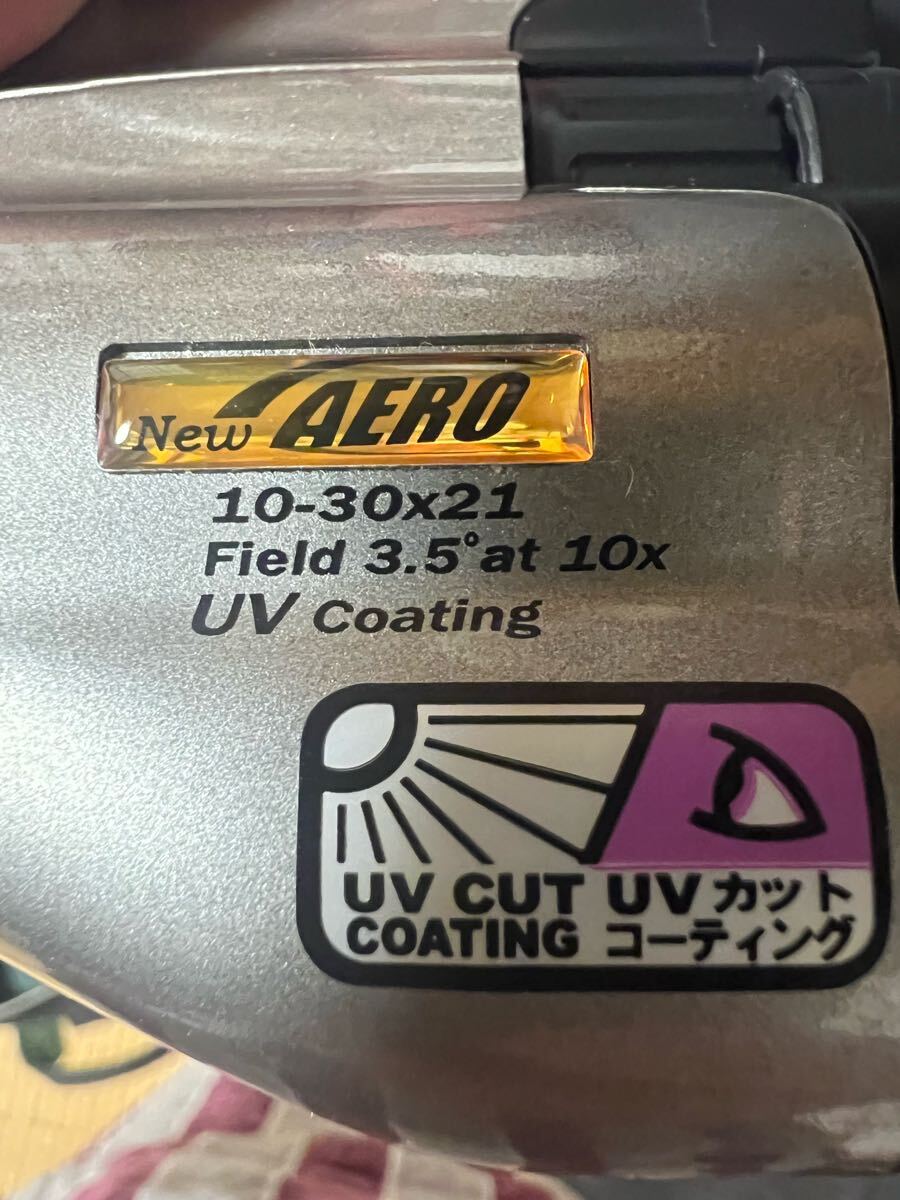 New AERO
10-30x21
Field 3.5°at 10x
UV Coating
UV CUT UVカット
COATING コーティング